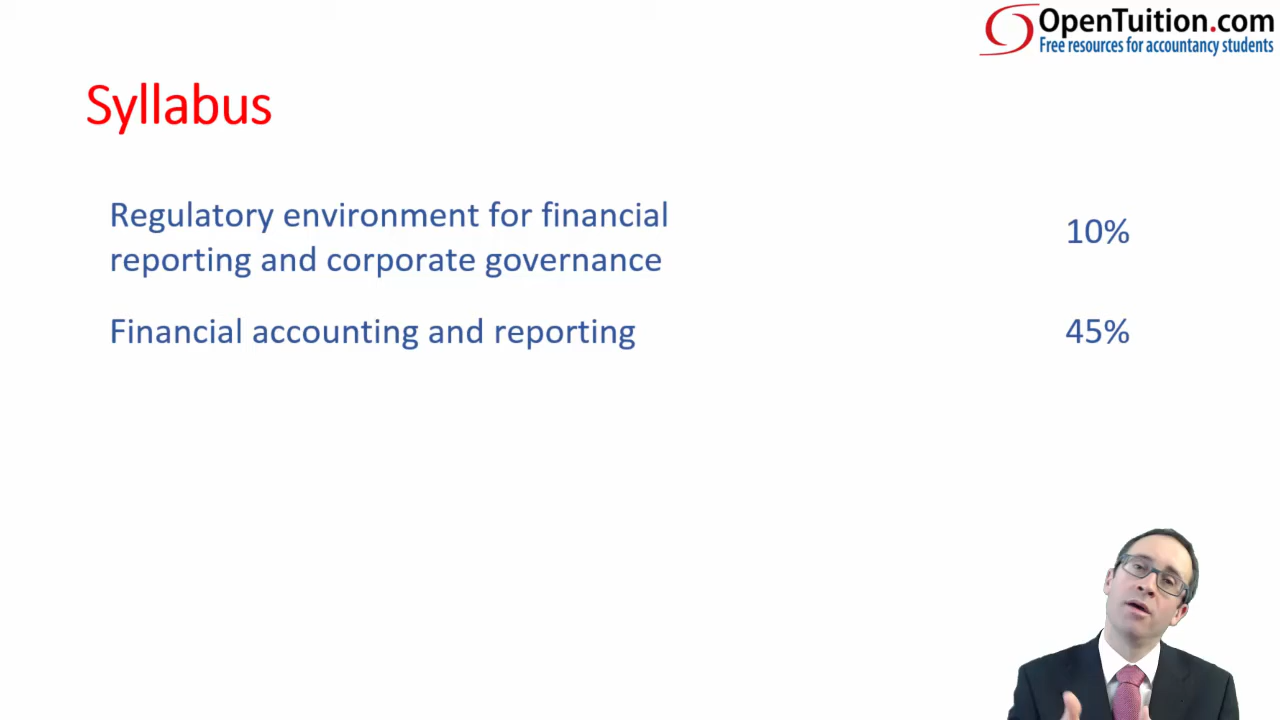 OpenTuition.com
Free resources for accountancy students
Syllabus
Regulatory environment for financial
reporting and corporate governance
10%
Financial accounting and reporting
45%